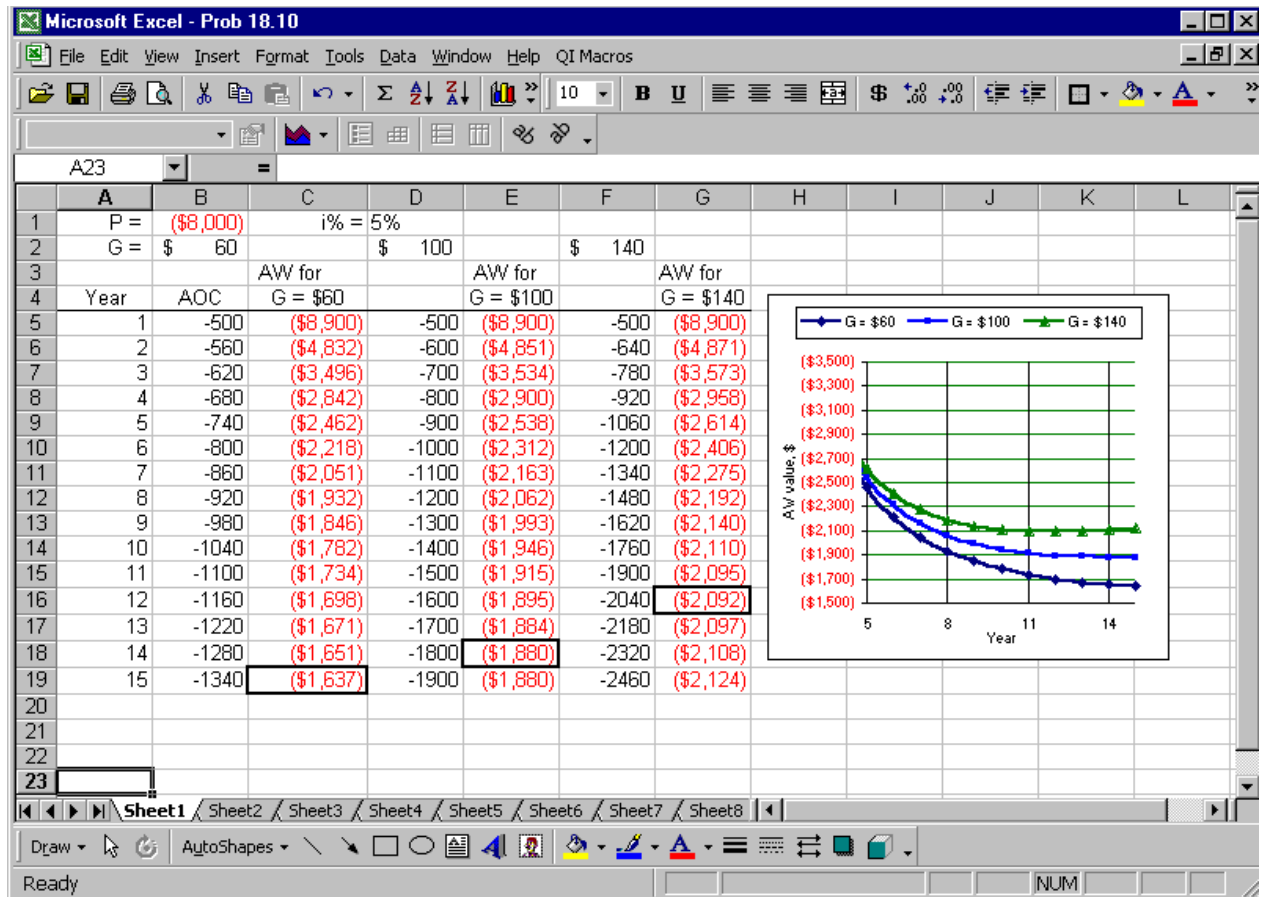 Microsoft Excel - Prob 18.10
File Edit View Insert Format Tools Data Window Help QI Macros
10 B U $
A23 =
A B C D E F G H I J K L
1 P = ($8,000) i% = 5%
2 G = $ 60 $ 100 $ 140
3 AW for AW for AW for
4 Year AOC G = $60 G = $100 G = $140
5 1 -500 ($8,900) -500 ($8,900) -500 ($8,900)
6 2 -560 ($4,832) -600 ($4,851) -640 ($4,871)
7 3 -620 ($3,496) -700 ($3,534) -780 ($3,573)
8 4 -680 ($2,842) -800 ($2,900) -920 ($2,958)
9 5 -740 ($2,462) -900 ($2,538) -1060 ($2,614)
10 6 -800 ($2,218) -1000 ($2,312) -1200 ($2,406)
11 7 -860 ($2,051) -1100 ($2,163) -1340 ($2,275)
12 8 -920 ($1,932) -1200 ($2,062) -1480 ($2,192)
13 9 -980 ($1,846) -1300 ($1,993) -1620 ($2,140)
14 10 -1040 ($1,782) -1400 ($1,946) -1760 ($2,110)
15 11 -1100 ($1,734) -1500 ($1,915) -1900 ($2,095)
16 12 -1160 ($1,698) -1600 ($1,895) -2040 ($2,092)
17 13 -1220 ($1,671) -1700 ($1,884) -2180 ($2,097)
18 14 -1280 ($1,651) -1800 ($1,880) -2320 ($2,108)
19 15 -1340 ($1,637) -1900 ($1,880) -2460 ($2,124)
20
21
22
23
G = $60 G = $100 G = $140
($3,500)
($3,300)
($3,100)
($2,900)
($2,700)
($2,500)
($2,300)
($2,100)
($1,900)
($1,700)
($1,500)
AW value, $
5 8 11 14
Year
Sheet1 Sheet2 Sheet3 Sheet4 Sheet5 Sheet6 Sheet7 Sheet8
Draw AutoShapes A
Ready NUM